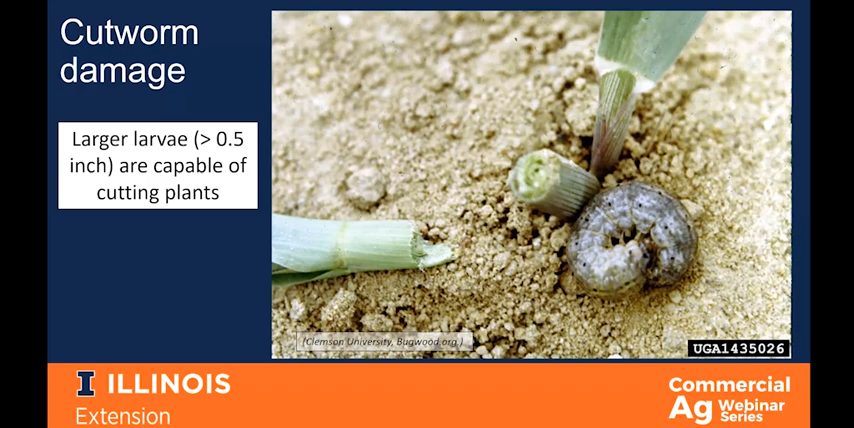 Cutworm
damage
Larger larvae (> 0.5
inch) are capable of
cutting plants
(Clemson University, Bugwood.org.)
UGA1435026
I ILLINOIS
Extension
Commercial
Ag Webinar
Series